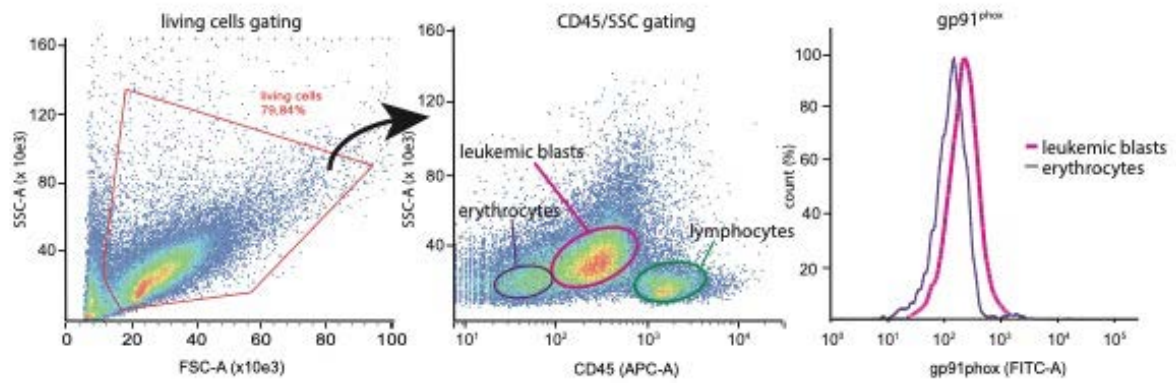 living cells gating
160
120
80
40
SSC-A (x 10e3)
living cells
79,84%
0
20
40
60
80
100
FSC-A (x10e3)
CD45/SSC gating
160
120
80
40
SSC-A (x 10e3)
leukemic blasts
erythrocytes
lymphocytes
10¹
10²
10³
10⁴
CD45 (APC-A)
gp91phox
100
80
60
40
20
count (%)
leukemic blasts
erythrocytes
10⁰
10¹
10²
10³
10⁴
10⁵
gp91phox (FITC-A)